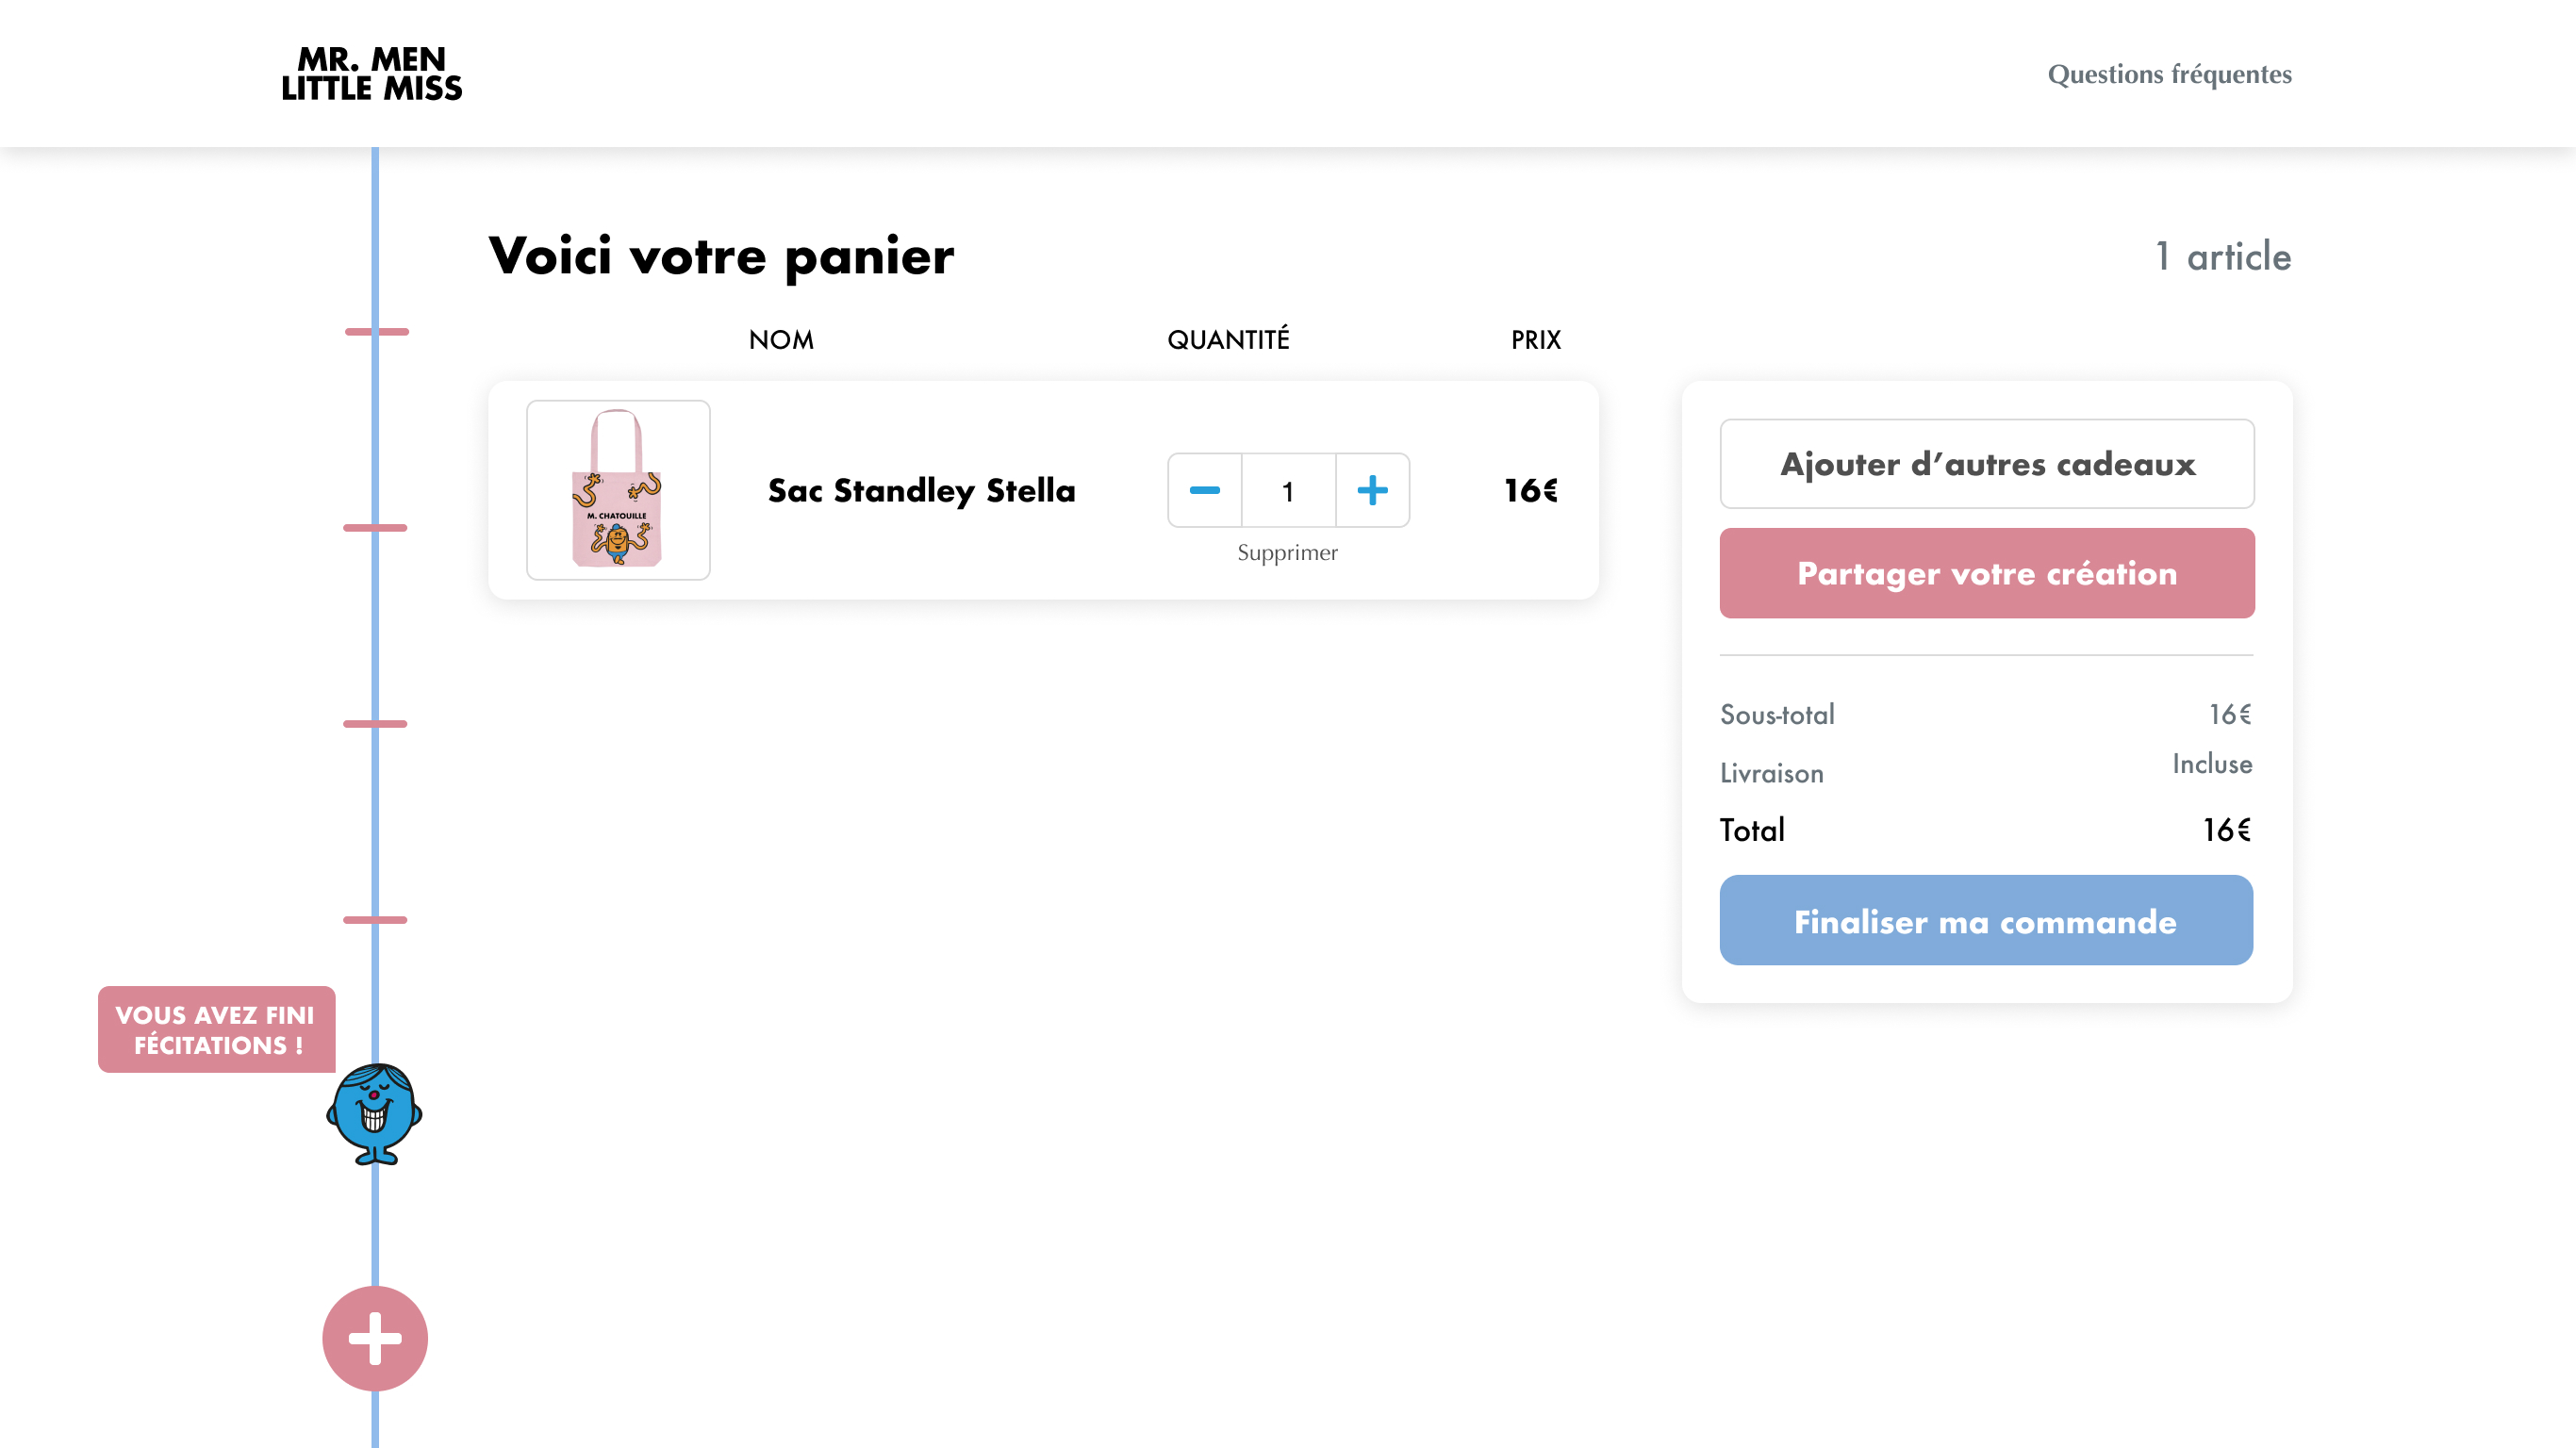 MR. MEN
LITTLE MISS
Questions fréquentes
Voici votre panier
1 article
NOM
QUANTITÉ
PRIX
M. CHATOUILLE
Sac Standley Stella
1
Supprimer
16€
Ajouter d’autres cadeaux
Partager votre création
Sous-total
16€
Livraison
Incluse
Total
16€
Finaliser ma commande
VOUS AVEZ FINI
FÉCITATIONS !